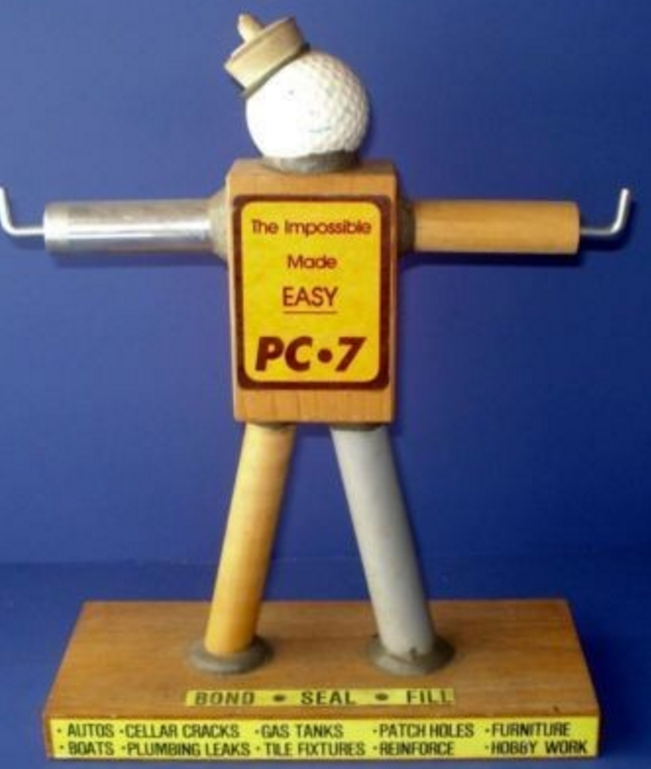 The Impossible
Made
EASY
PC•7
BOND • SEAL • FILL
• AUTOS • CELLAR CRACKS • GAS TANKS • PATCH HOLES • FURNITURE
• BOATS • PLUMBING LEAKS • TILE FIXTURES • REINFORCE • HOBBY WORK